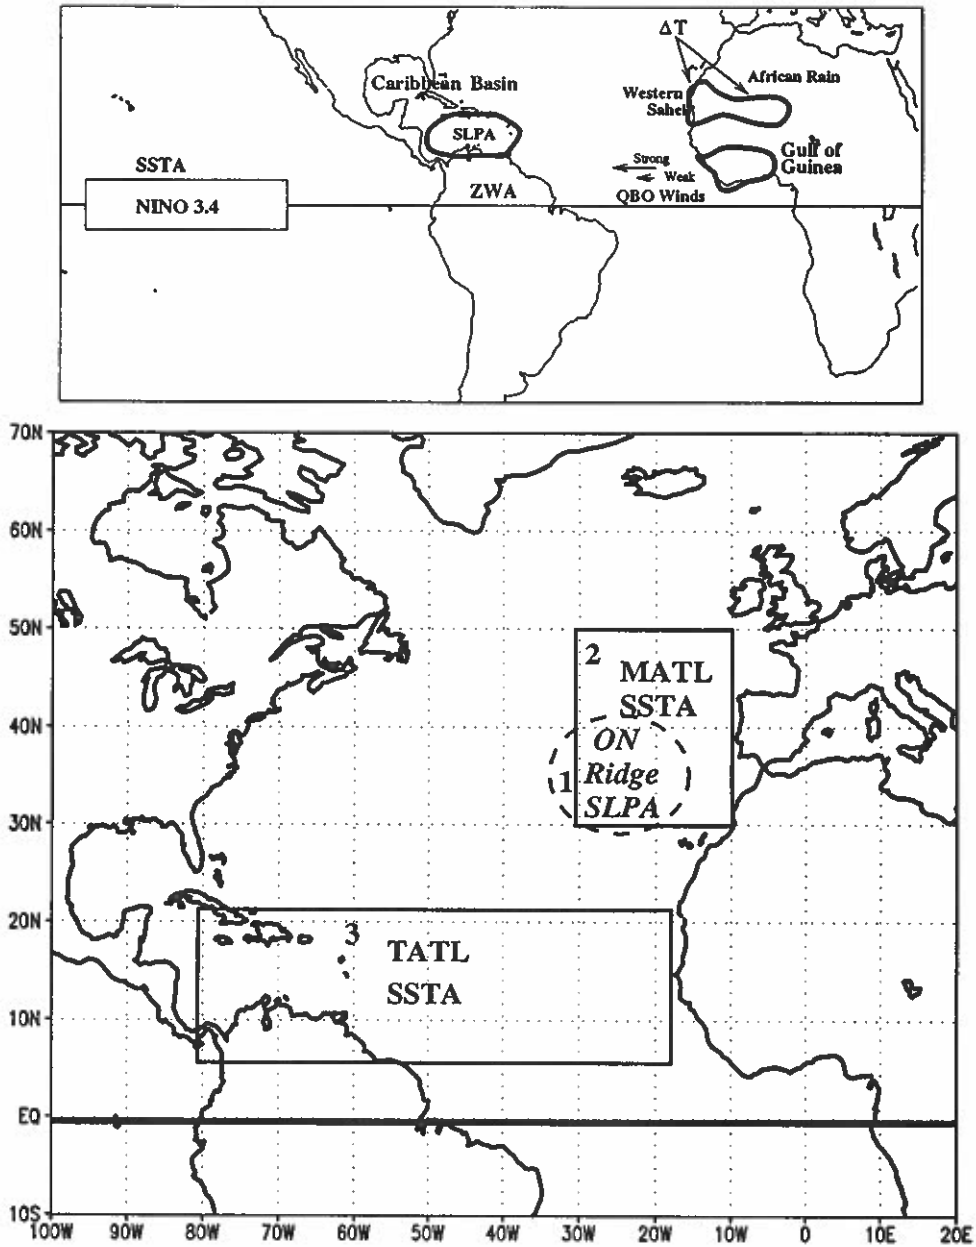 ΔT
African Rain
Caribbean Basin
Western
Sahel
SLPA
Gulf of
Guinea
Strong
Weak
SSTA
ZWA
QBO Winds
NINO 3.4
70N
60N
50N
2
MATL
SSTA
40N
ON
1 Ridge
SLPA
30N
20N
3
TATL
SSTA
10N
EQ
10S
100W 90W 80W 70W 60W 50W 40W 30W 20W 10W 0 10E 20E